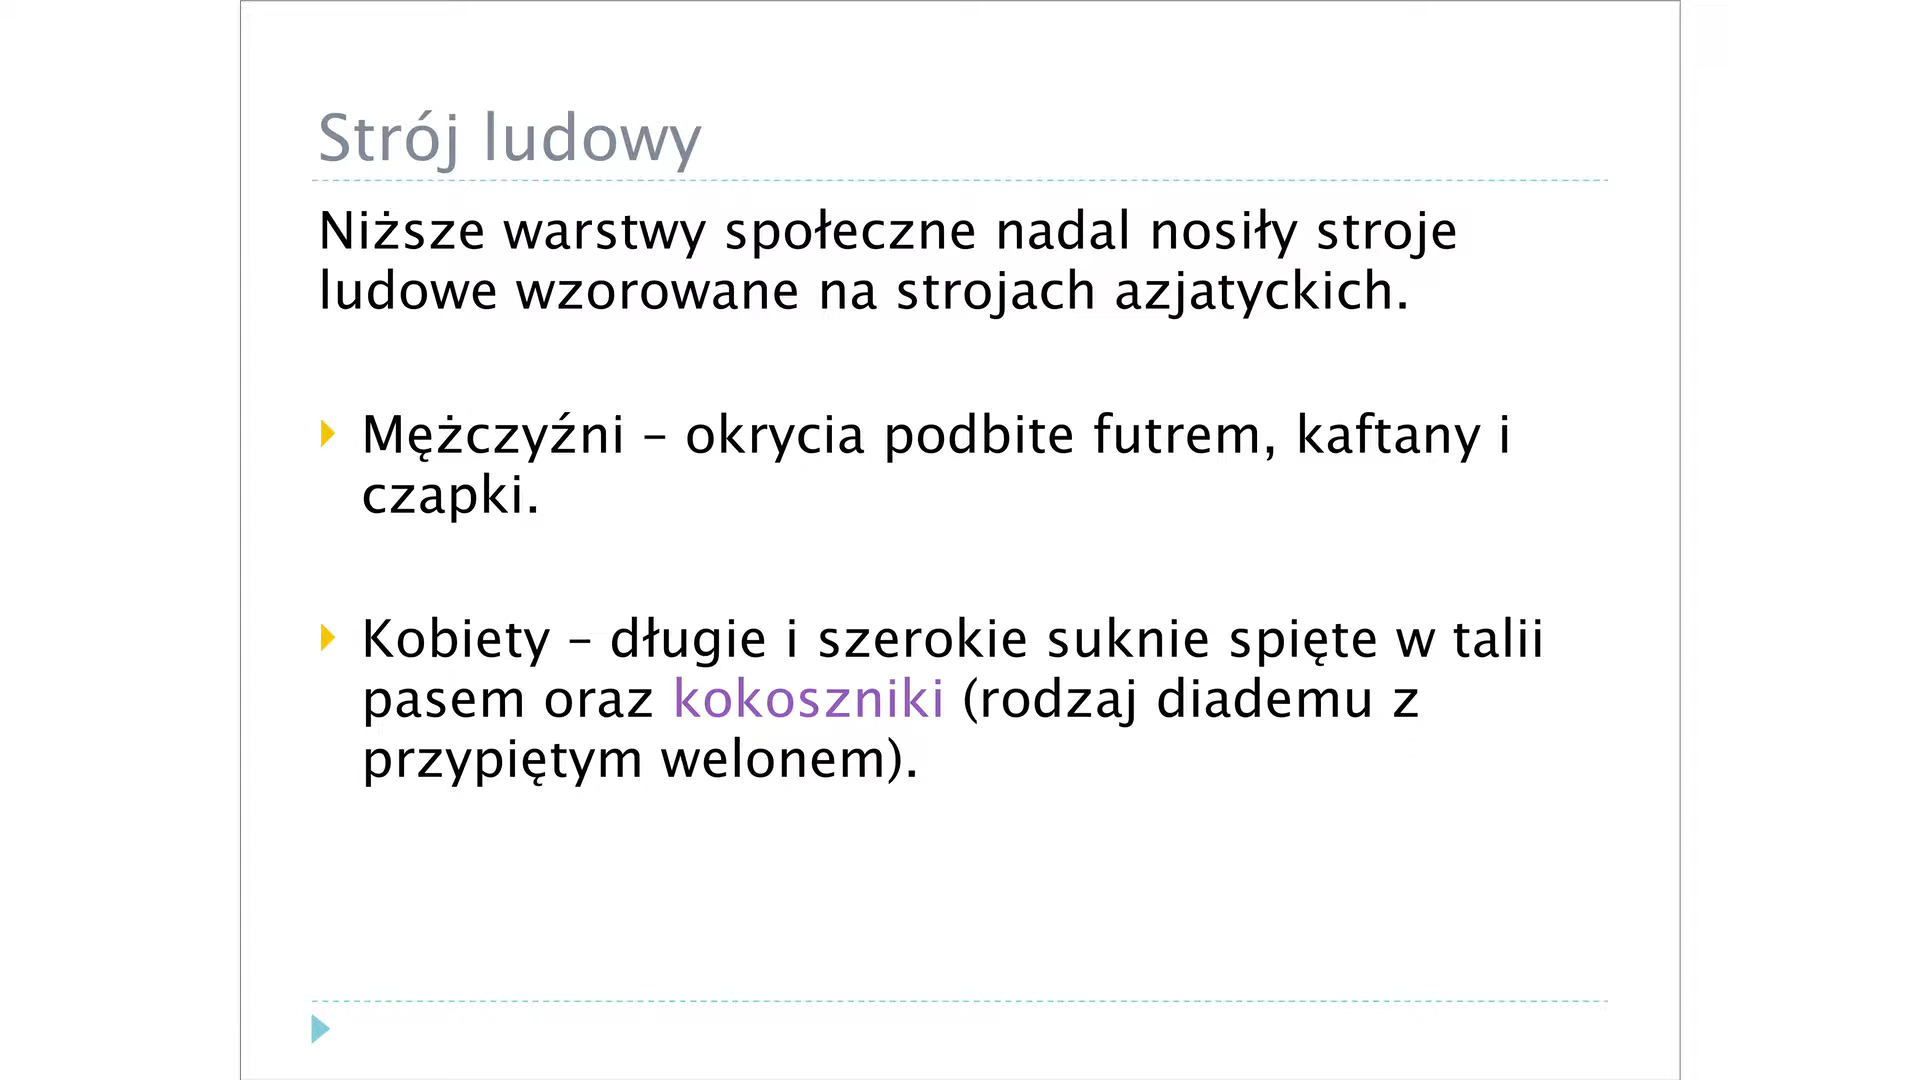 Strój ludowy
Niższe warstwy społeczne nadal nosiły stroje
ludowe wzorowane na strojach azjatyckich.
Mężczyźni – okrycia podbite futrem, kaftany i
czapki.
Kobiety – długie i szerokie suknie spięte w talii
pasem oraz kokoszniki (rodzaj diademu z
przypiętym welonem).